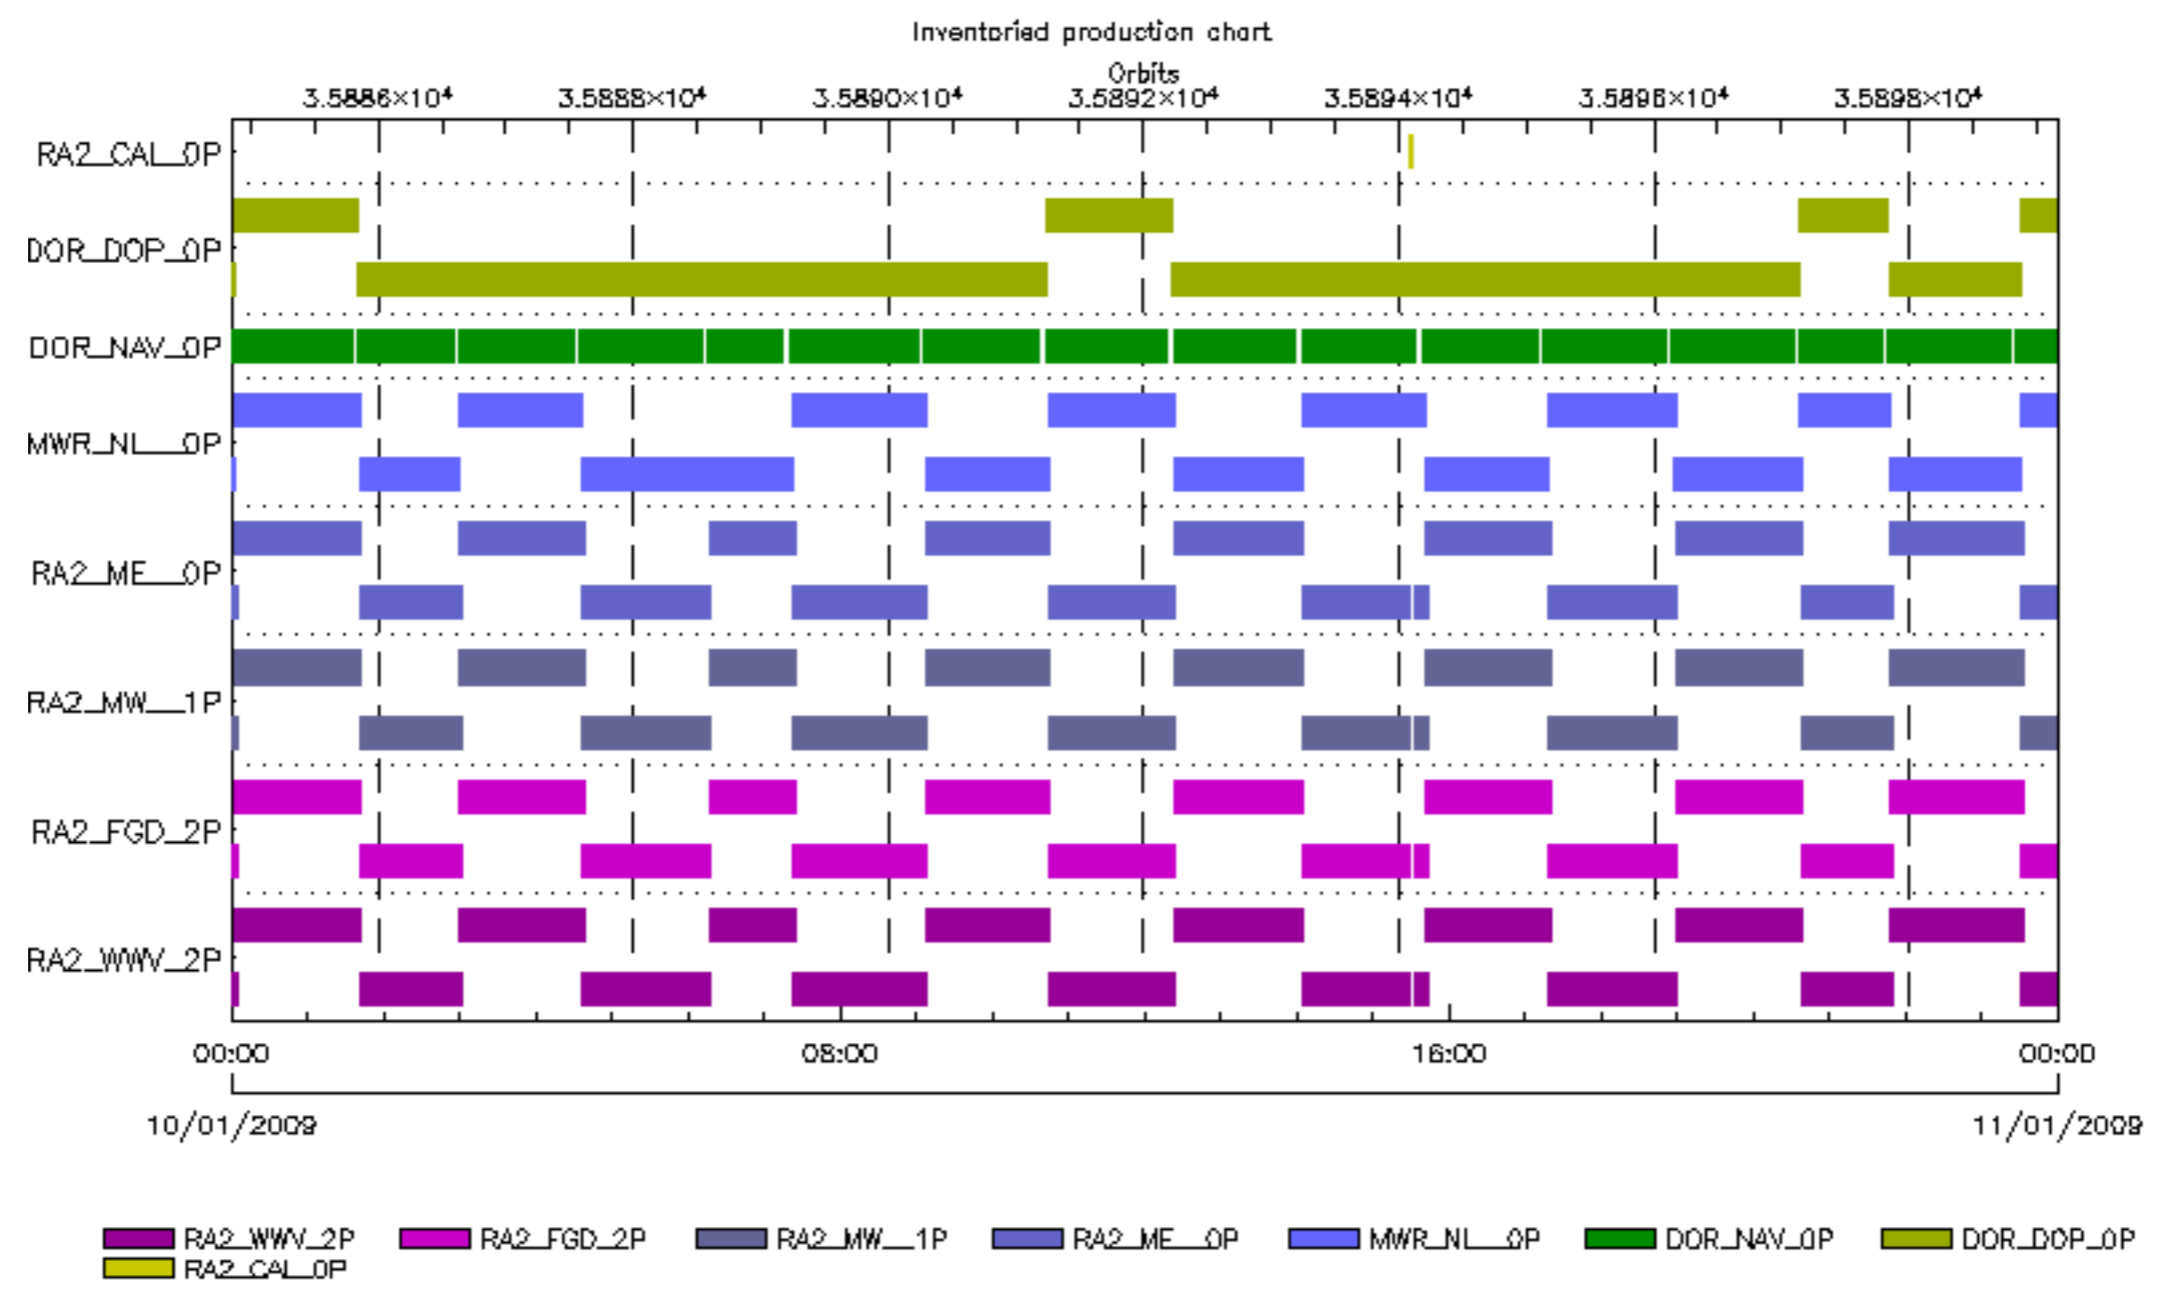 Inventoried production chart
Orbits
3.5886×10⁴ 3.5888×10⁴ 3.5890×10⁴ 3.5892×10⁴ 3.5894×10⁴ 3.5896×10⁴ 3.5898×10⁴
RA2_CAL_0P
DOR_DOP_0P
DOR_NAV_0P
MWR_NL__0P
RA2_ME__0P
RA2_MW__1P
RA2_FGD_2P
RA2_WWV_2P
00:00 08:00 16:00 00:00
10/01/2009 11/01/2009
RA2_WWV_2P RA2_FGD_2P RA2_MW__1P RA2_ME__0P MWR_NL__0P DOR_NAV_0P DOR_DOP_0P
RA2_CAL_0P